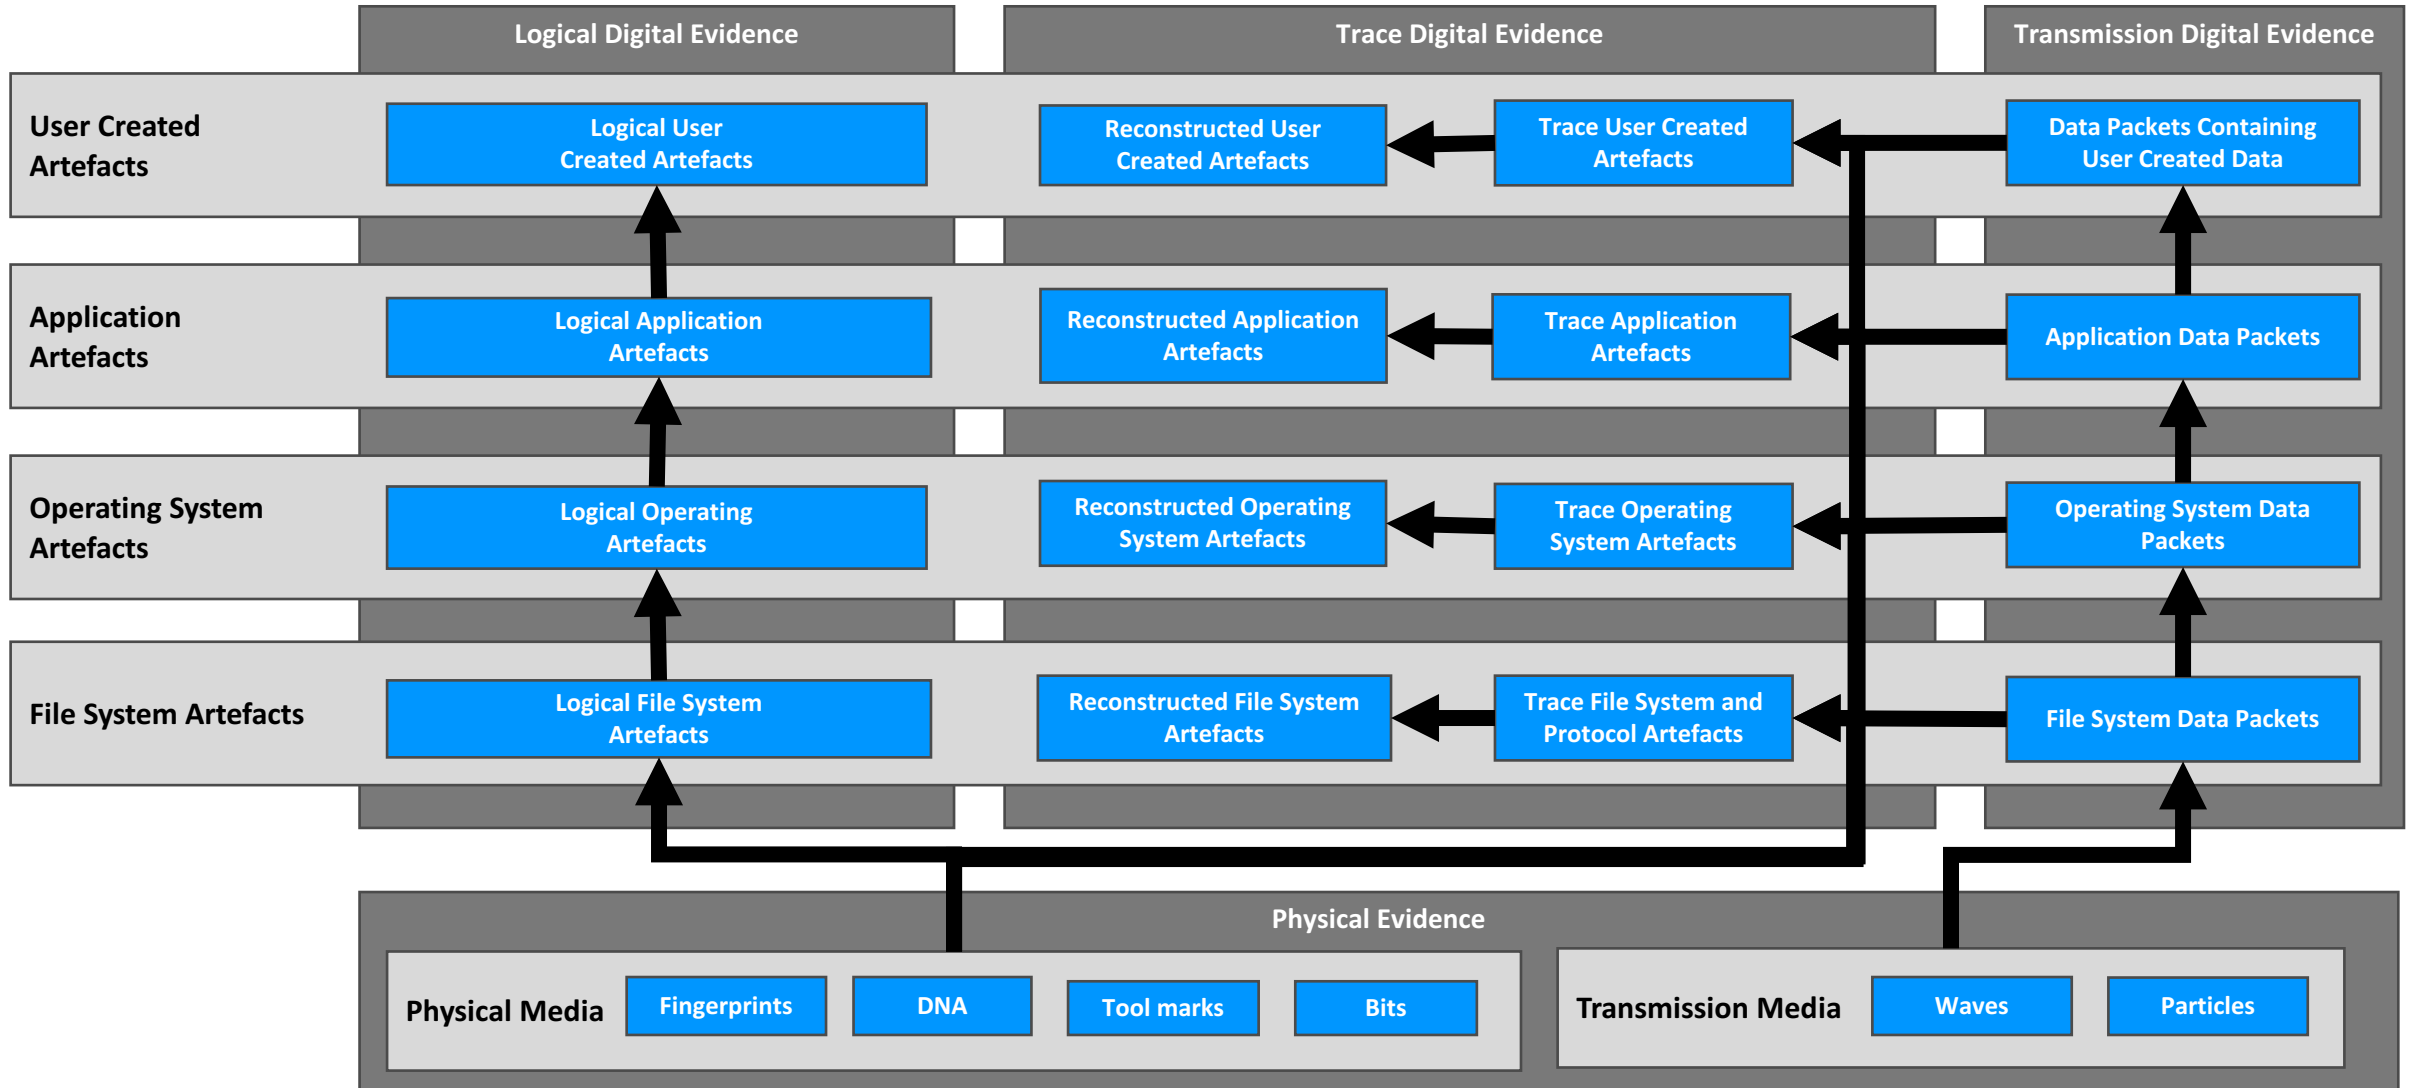 Logical Digital Evidence
Trace Digital Evidence
Transmission Digital Evidence
User Created
Artefacts
Logical User
Created Artefacts
Reconstructed User
Created Artefacts
Trace User Created
Artefacts
Data Packets Containing
User Created Data
Application
Artefacts
Logical Application
Artefacts
Reconstructed Application
Artefacts
Trace Application
Artefacts
Application Data Packets
Operating System
Artefacts
Logical Operating
Artefacts
Reconstructed Operating
System Artefacts
Trace Operating
System Artefacts
Operating System Data
Packets
File System Artefacts
Logical File System
Artefacts
Reconstructed File System
Artefacts
Trace File System and
Protocol Artefacts
File System Data Packets
Physical Evidence
Physical Media
Fingerprints
DNA
Tool marks
Bits
Transmission Media
Waves
Particles